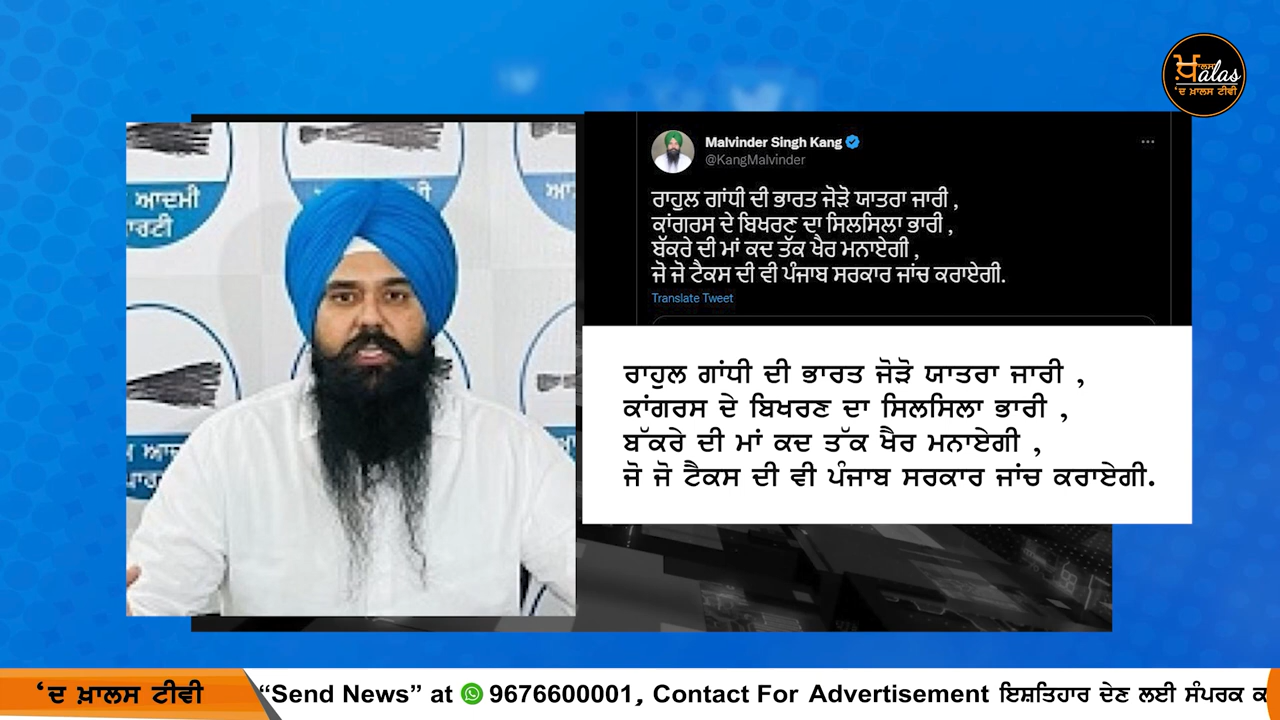 ਖ਼ਾਲਸ alas
‘ਦ ਖ਼ਾਲਸ ਟੀਵੀ
ਆਦਮੀ
Malvinder Singh Kang
@KangMalvinder
ਰਾਹੁਲ ਗਾਂਧੀ ਦੀ ਭਾਰਤ ਜੋੜੋ ਯਾਤਰਾ ਜਾਰੀ ,
ਕਾਂਗਰਸ ਦੇ ਬਿਖਰਣ ਦਾ ਸਿਲਸਿਲਾ ਭਾਰੀ ,
ਬੱਕਰੇ ਦੀ ਮਾਂ ਕਦ ਤੱਕ ਖੈਰ ਮਨਾਏਗੀ ,
ਜੋ ਜੋ ਟੈਕਸ ਦੀ ਵੀ ਪੰਜਾਬ ਸਰਕਾਰ ਜਾਂਚ ਕਰਾਏਗੀ.
Translate Tweet
ਰਾਹੁਲ ਗਾਂਧੀ ਦੀ ਭਾਰਤ ਜੋੜੋ ਯਾਤਰਾ ਜਾਰੀ ,
ਕਾਂਗਰਸ ਦੇ ਬਿਖਰਣ ਦਾ ਸਿਲਸਿਲਾ ਭਾਰੀ ,
ਬੱਕਰੇ ਦੀ ਮਾਂ ਕਦ ਤੱਕ ਖੈਰ ਮਨਾਏਗੀ ,
ਜੋ ਜੋ ਟੈਕਸ ਦੀ ਵੀ ਪੰਜਾਬ ਸਰਕਾਰ ਜਾਂਚ ਕਰਾਏਗੀ.
‘ਦ ਖ਼ਾਲਸ ਟੀਵੀ
“Send News” at 9676600001, Contact For Advertisement ਇਸ਼ਤਿਹਾਰ ਦੇਣ ਲਈ ਸੰਪਰਕ